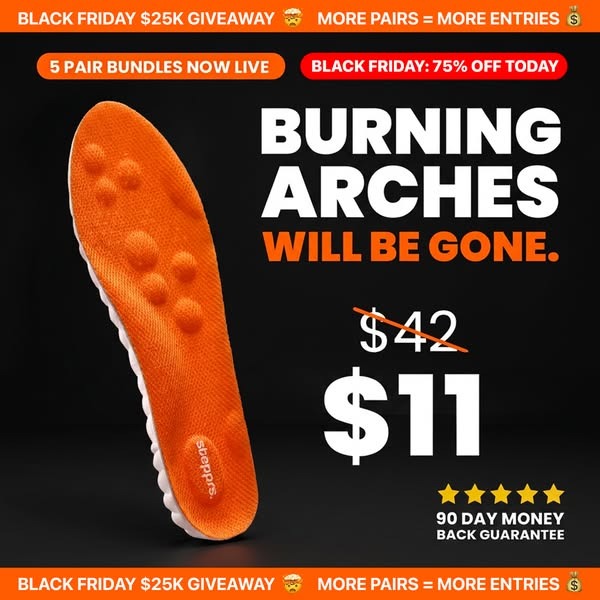 BLACK FRIDAY $25K GIVEAWAY 🤯 MORE PAIRS = MORE ENTRIES 💰
5 PAIR BUNDLES NOW LIVE
BLACK FRIDAY: 75% OFF TODAY
BURNING
ARCHES
WILL BE GONE.
$42
$11
stepprs.
90 DAY MONEY
BACK GUARANTEE
BLACK FRIDAY $25K GIVEAWAY 🤯 MORE PAIRS = MORE ENTRIES 💰